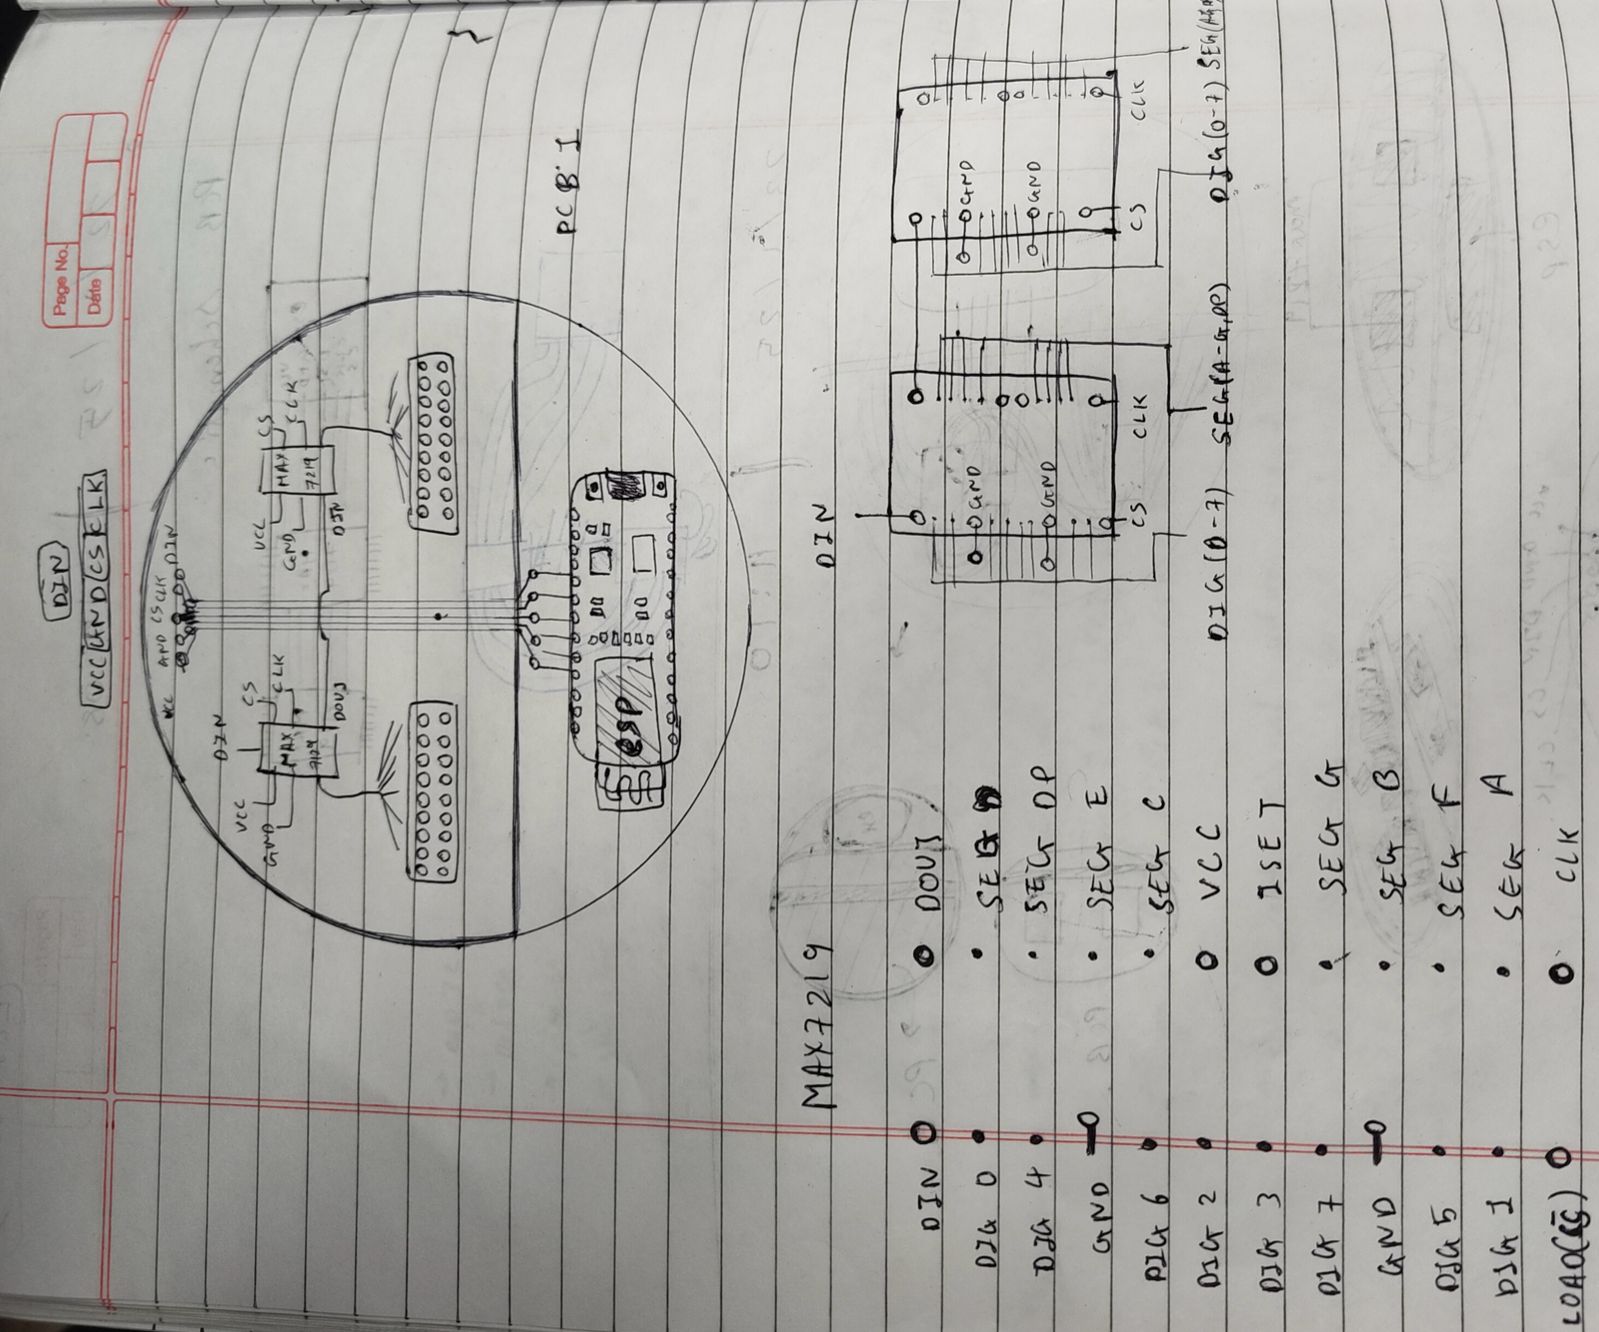 Page No.
Date
DIN
VCC GND CS CLK
VCC GND CS CLK DIN
DIN
VCC
GND
MAX
7219
CS
CLK
DOUT
VCC
GND
MAX
7219
CS
CLK
DIN
ESP
PCB 1
MAX7219
DIN O O DOUT
DIG 0 • • SEG D
DIG 4 • • SEG DP
GND • SEG E
DIG 6 • • SEG C
DIG 2 • O VCC
DIG 3 • O ISET
DIG 7 • • SEG G
GND • SEG B
DIG 5 • • SEG F
DIG 1 • • SEG A
LOAD(CS) O O CLK
DIN
GND
GND
CS
CLK
DIG(0-7) SEG(A-G,DP)
GND
GND
CS
CLK
DIG(0-7)